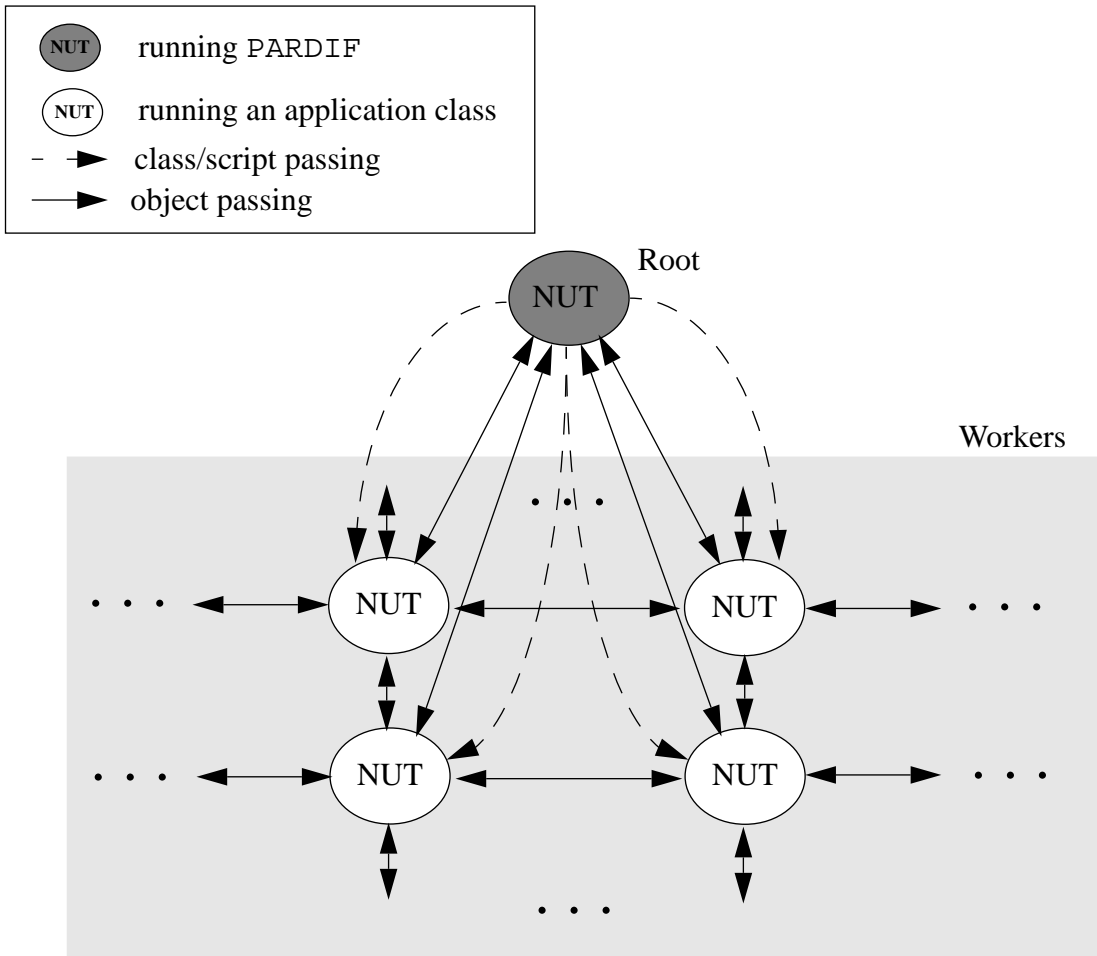 NUT running PARDIF
NUT running an application class
class/script passing
object passing
Root
NUT
Workers
. . .
NUT
NUT
. . .
. . .
NUT
NUT
. . .
. . .
. . .